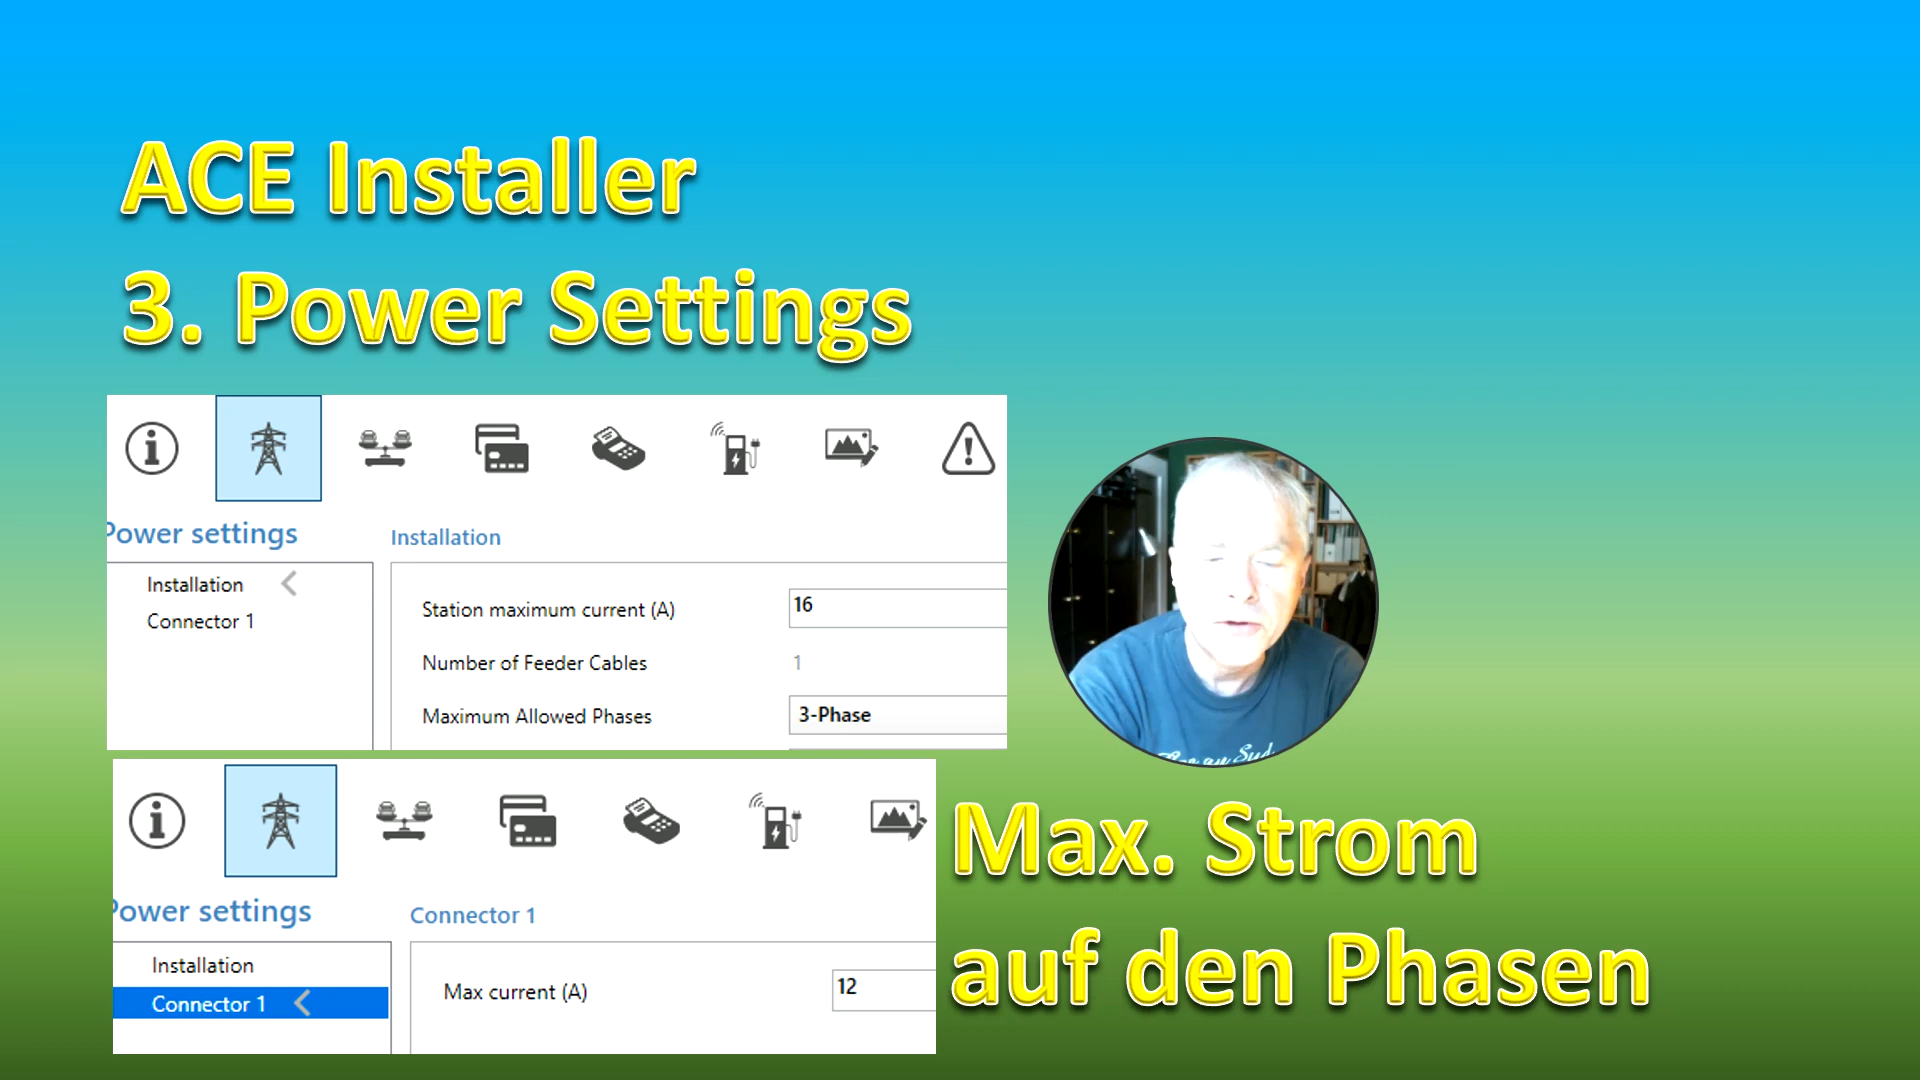 ACE Installer
3. Power Settings
Power settings
Installation
Connector 1
Installation
Station maximum current (A) 16
Number of Feeder Cables 1
Maximum Allowed Phases 3-Phase
Power settings
Installation
Connector 1
Connector 1
Max current (A) 12
Max. Strom
auf den Phasen